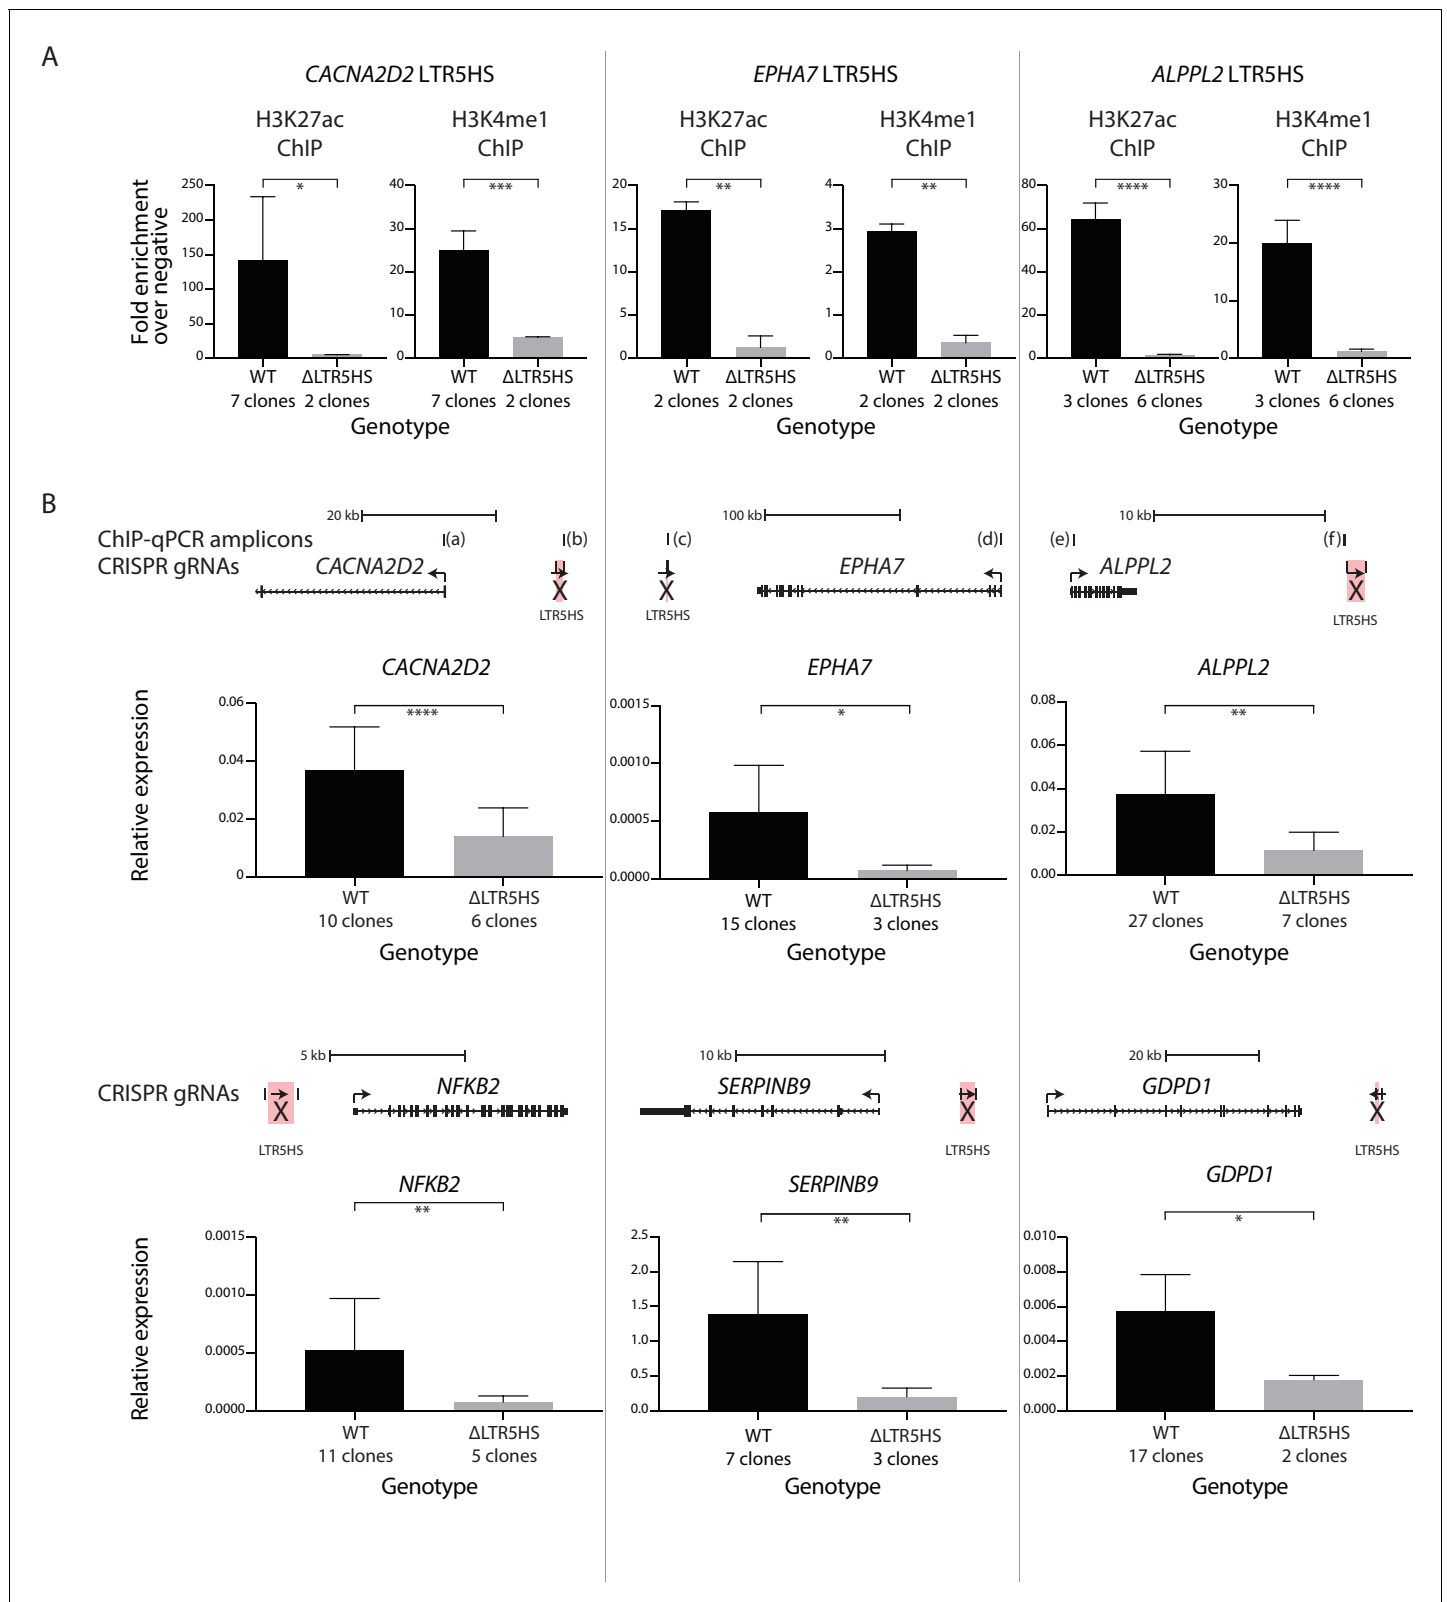 A
CACNA2D2 LTR5HS
EPHA7 LTR5HS
ALPPL2 LTR5HS
H3K27ac ChIP
H3K4me1 ChIP
H3K27ac ChIP
H3K4me1 ChIP
H3K27ac ChIP
H3K4me1 ChIP
Fold enrichment over negative
250
200
150
100
50
0
*
40
30
20
10
0
***
20
15
10
5
0
**
4
3
2
1
0
**
80
60
40
20
0
****
30
20
10
0
****
WT ΔLTR5HS
7 clones 2 clones
WT ΔLTR5HS
7 clones 2 clones
Genotype
WT ΔLTR5HS
2 clones 2 clones
WT ΔLTR5HS
2 clones 2 clones
Genotype
WT ΔLTR5HS
3 clones 6 clones
WT ΔLTR5HS
3 clones 6 clones
Genotype
B
ChIP-qPCR amplicons
CRISPR gRNAs
20 kb
(a)
(b)
CACNA2D2
X
LTR5HS
100 kb
(c)
(d)
EPHA7
X
LTR5HS
10 kb
(e)
(f)
ALPPL2
X
LTR5HS
Relative expression
CACNA2D2
0.06
0.04
0.02
0
****
WT
10 clones
ΔLTR5HS
6 clones
Genotype
EPHA7
0.0015
0.0010
0.0005
0.0000
*
WT
15 clones
ΔLTR5HS
3 clones
Genotype
ALPPL2
0.08
0.06
0.04
0.02
0.00
**
WT
27 clones
ΔLTR5HS
7 clones
Genotype
CRISPR gRNAs
5 kb
NFKB2
X
LTR5HS
10 kb
SERPINB9
X
LTR5HS
20 kb
GDPD1
X
LTR5HS
Relative expression
NFKB2
0.0015
0.0010
0.0005
0.0000
**
WT
11 clones
ΔLTR5HS
5 clones
Genotype
SERPINB9
2.5
2.0
1.5
1.0
0.5
0.0
**
WT
7 clones
ΔLTR5HS
3 clones
Genotype
GDPD1
0.010
0.008
0.006
0.004
0.002
0.000
*
WT
17 clones
ΔLTR5HS
2 clones
Genotype